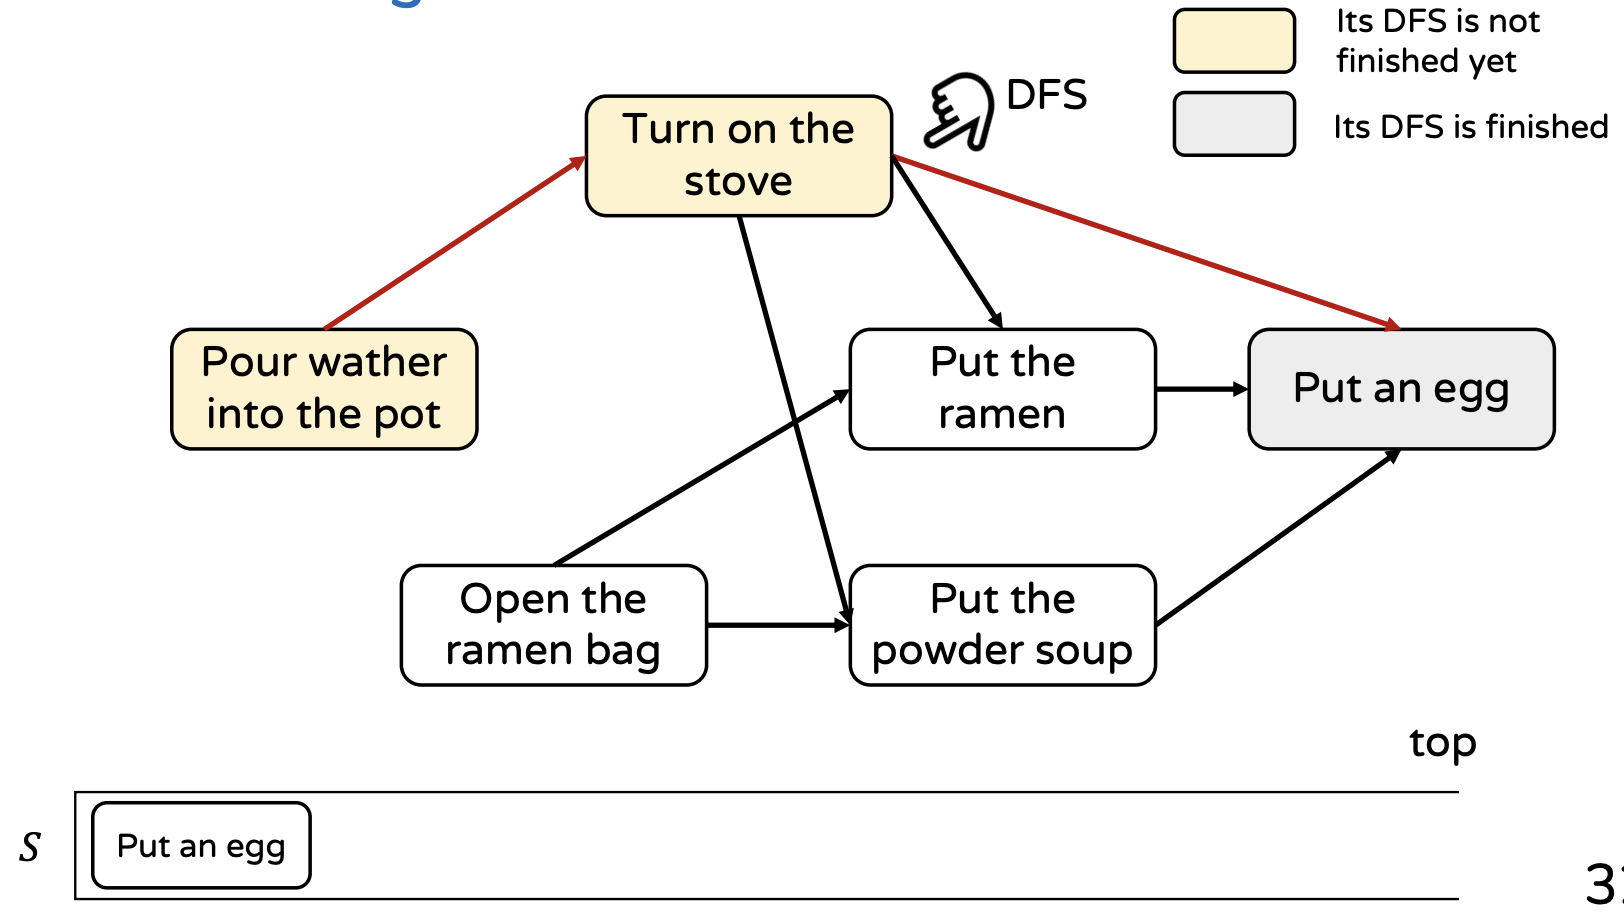 Its DFS is not
finished yet
Its DFS is finished
DFS
Turn on the
stove
Pour wather
into the pot
Put the
ramen
Put an egg
Open the
ramen bag
Put the
powder soup
top
S
Put an egg